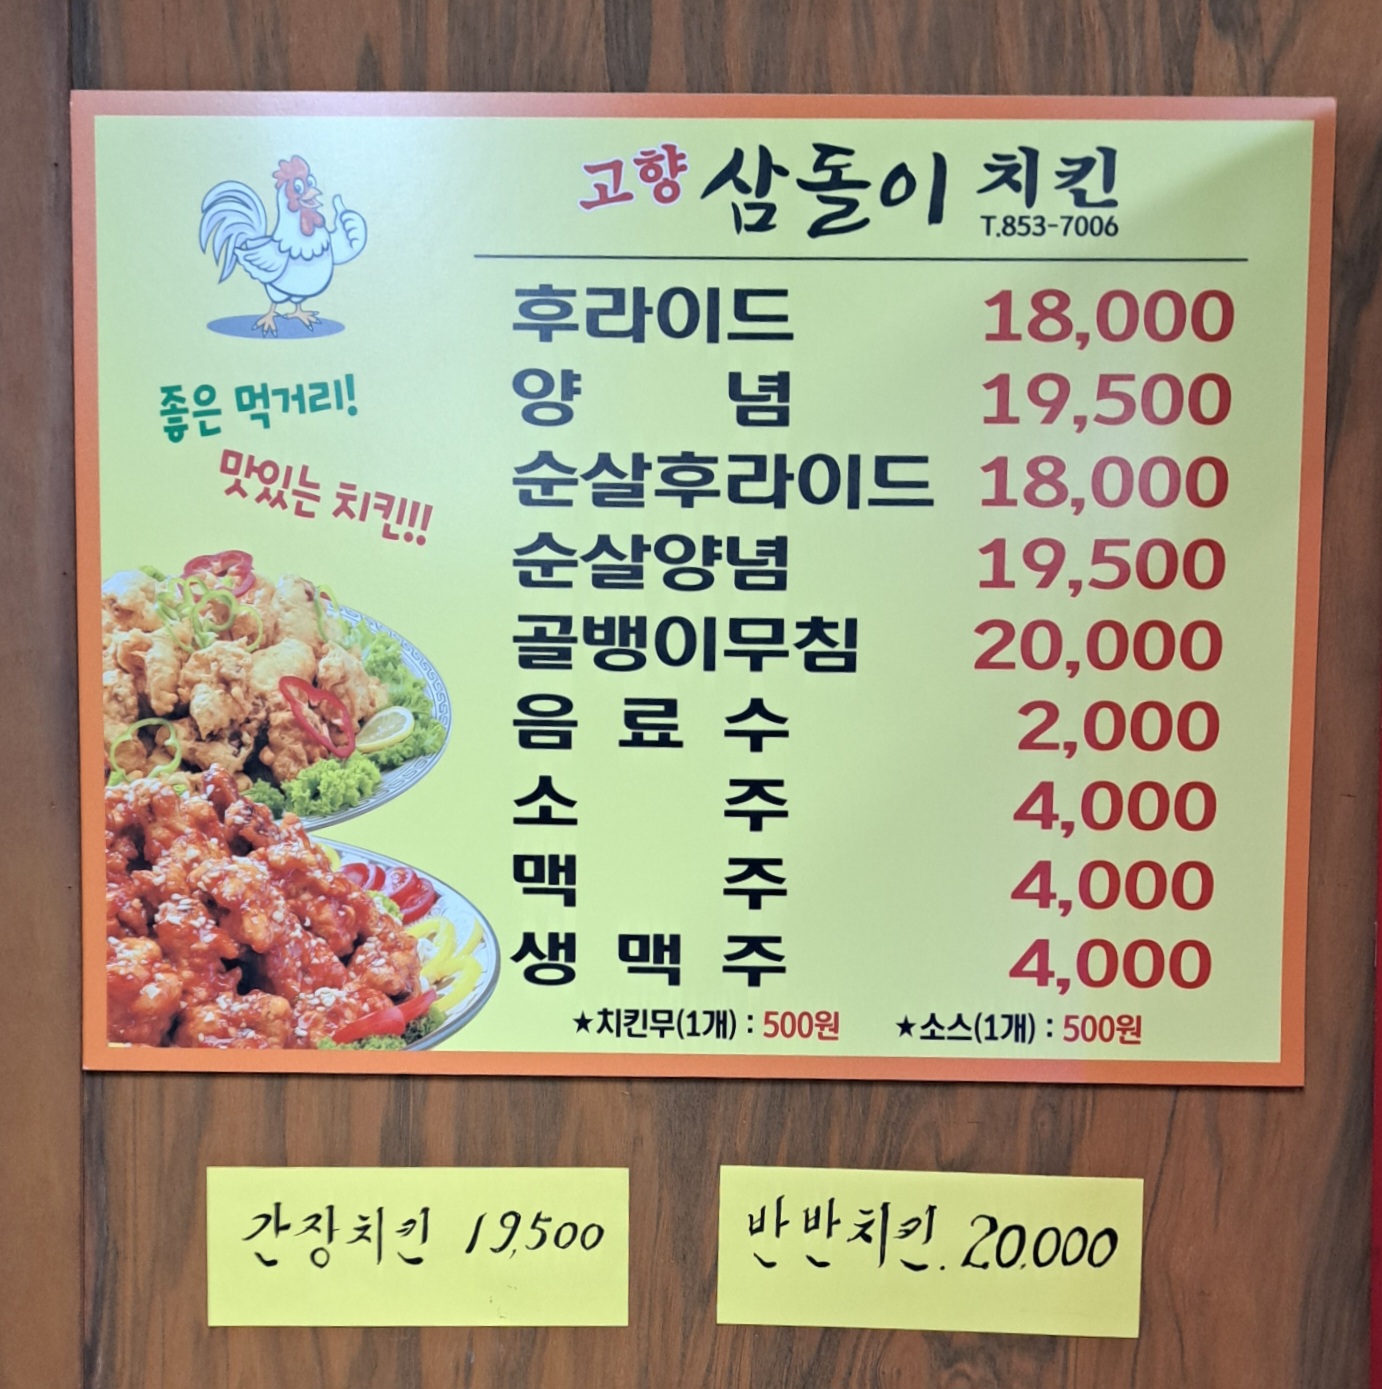 고향 삼돌이 치킨
T.853-7006
좋은 먹거리!
맛있는 치킨!!
후라이드 18,000
양 념 19,500
순살후라이드 18,000
순살양념 19,500
골뱅이무침 20,000
음 료 수 2,000
소 주 4,000
맥 주 4,000
생 맥 주 4,000
★치킨무(1개) : 500원 ★소스(1개) : 500원
간장치킨 19,500
반반치킨. 20,000